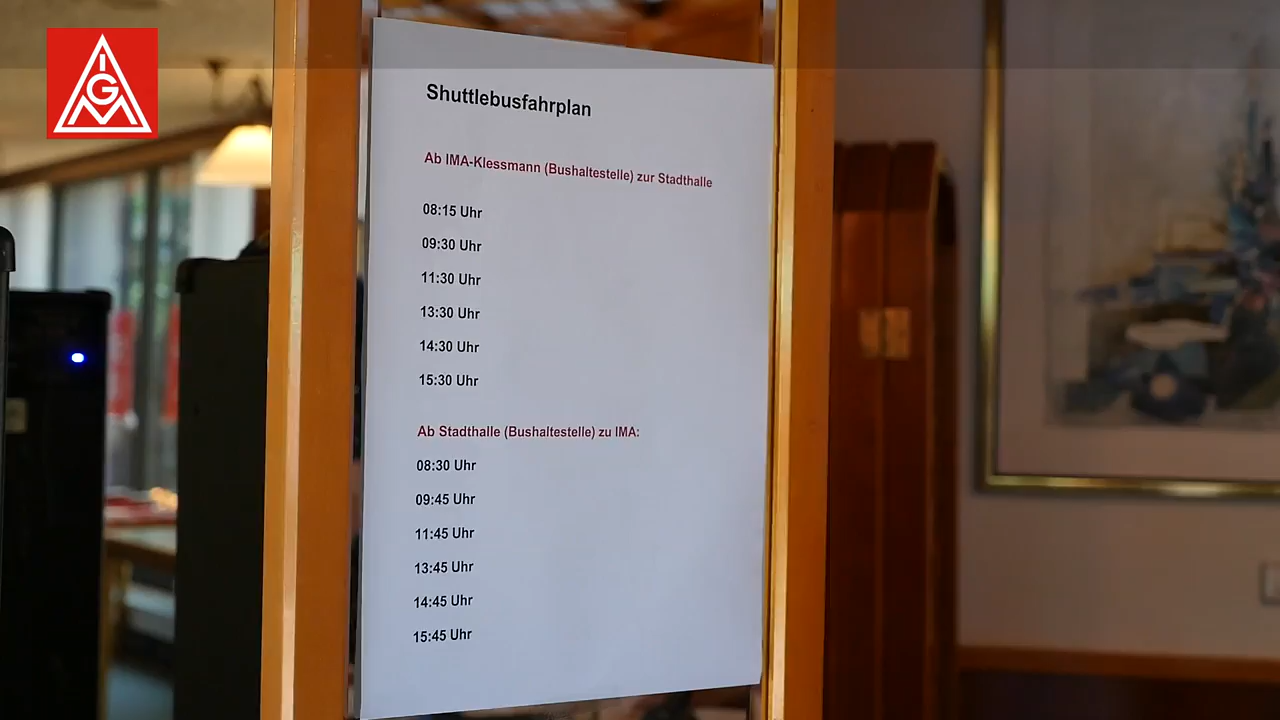 IGM
Shuttlebusfahrplan
Ab IMA-Klessmann (Bushaltestelle) zur Stadthalle
08:15 Uhr
09:30 Uhr
11:30 Uhr
13:30 Uhr
14:30 Uhr
15:30 Uhr
Ab Stadthalle (Bushaltestelle) zu IMA:
08:30 Uhr
09:45 Uhr
11:45 Uhr
13:45 Uhr
14:45 Uhr
15:45 Uhr